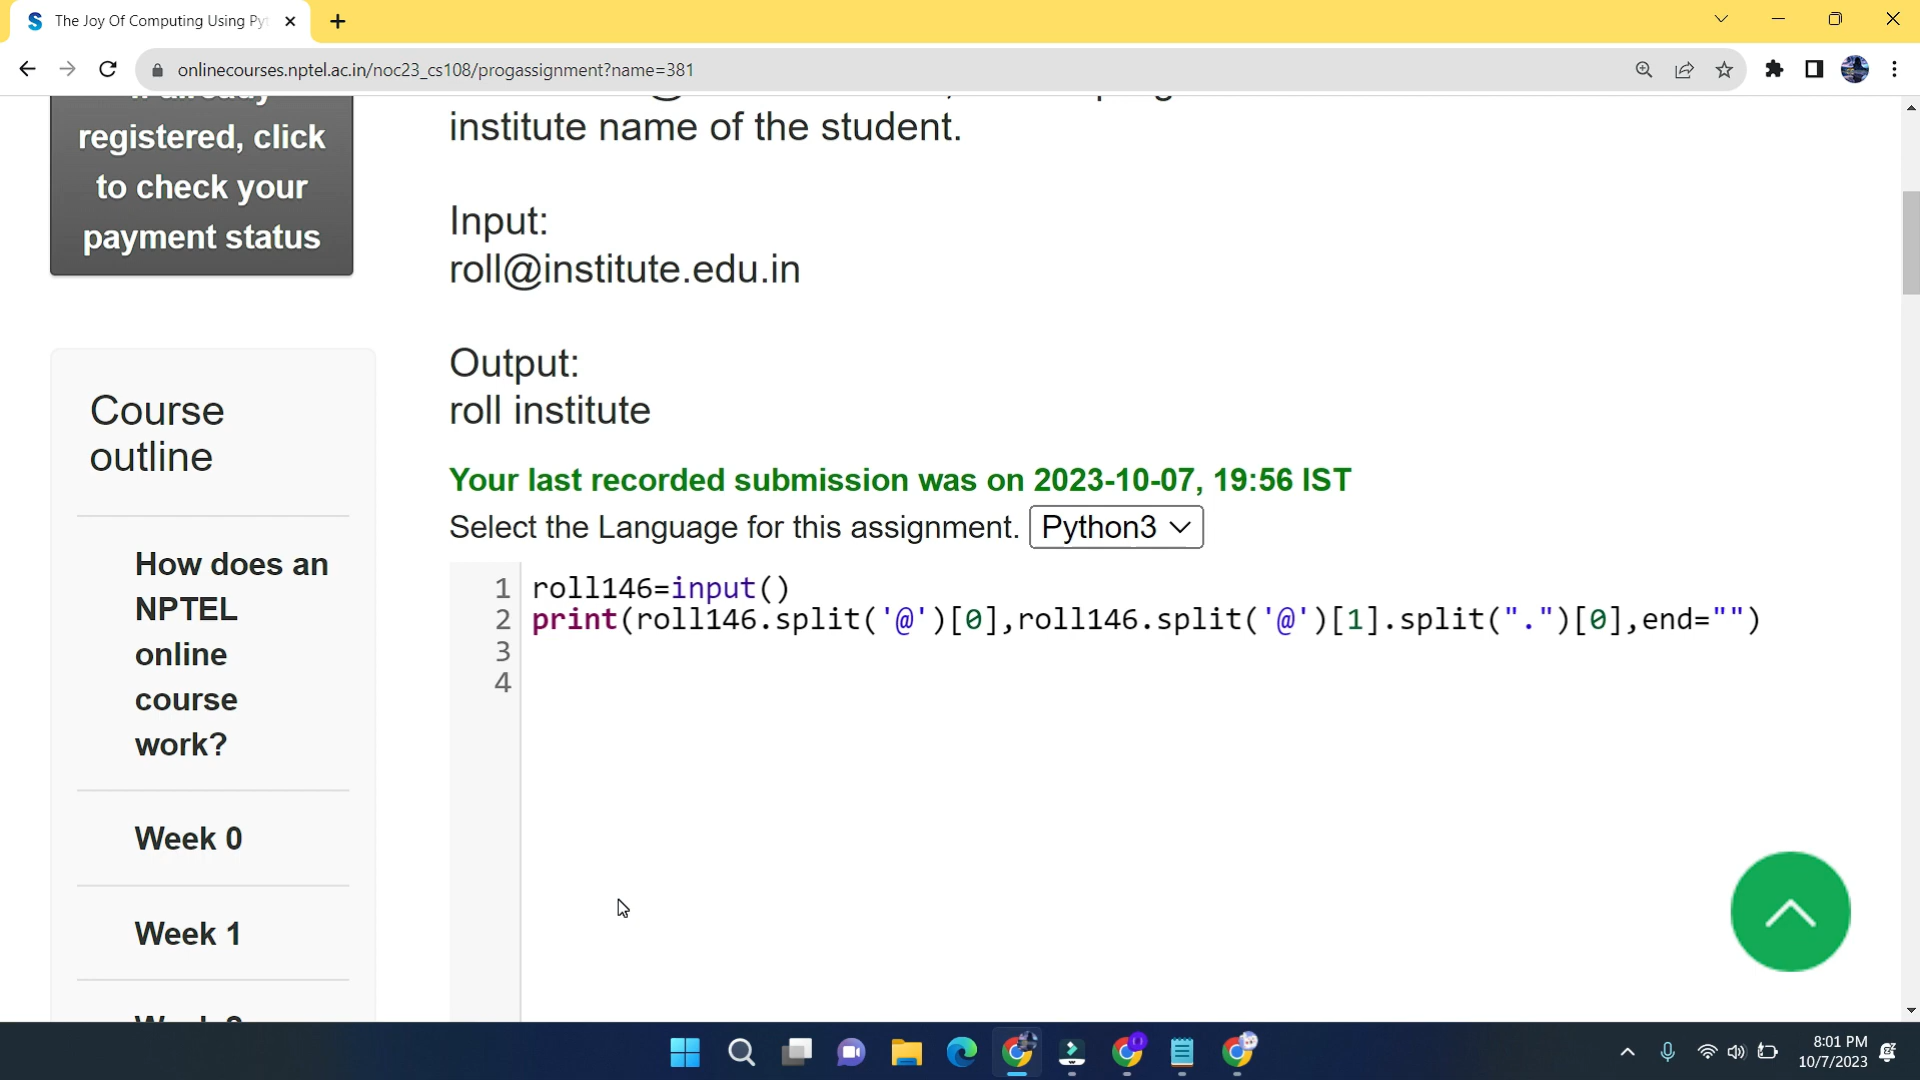 The Joy Of Computing Using Pyt
onlinecourses.nptel.ac.in/noc23_cs108/progassignment?name=381
registered, click
to check your
payment status
institute name of the student.
Input:
roll@institute.edu.in
Output:
roll institute
Your last recorded submission was on 2023-10-07, 19:56 IST
Select the Language for this assignment. Python3
1 roll146=input()
2 print(roll146.split('@')[0],roll146.split('@')[1].split(".")[0],end="")
3
4
Course
outline
How does an
NPTEL
online
course
work?
Week 0
Week 1
8:01 PM
10/7/2023